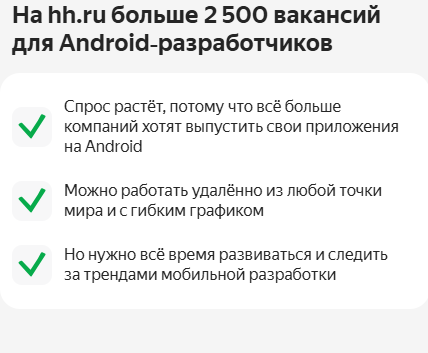 На hh.ru больше 2 500 вакансий
для Android-разработчиков
Спрос растёт, потому что всё больше
компаний хотят выпустить свои приложения
на Android
Можно работать удалённо из любой точки
мира и с гибким графиком
Но нужно всё время развиваться и следить
за трендами мобильной разработки